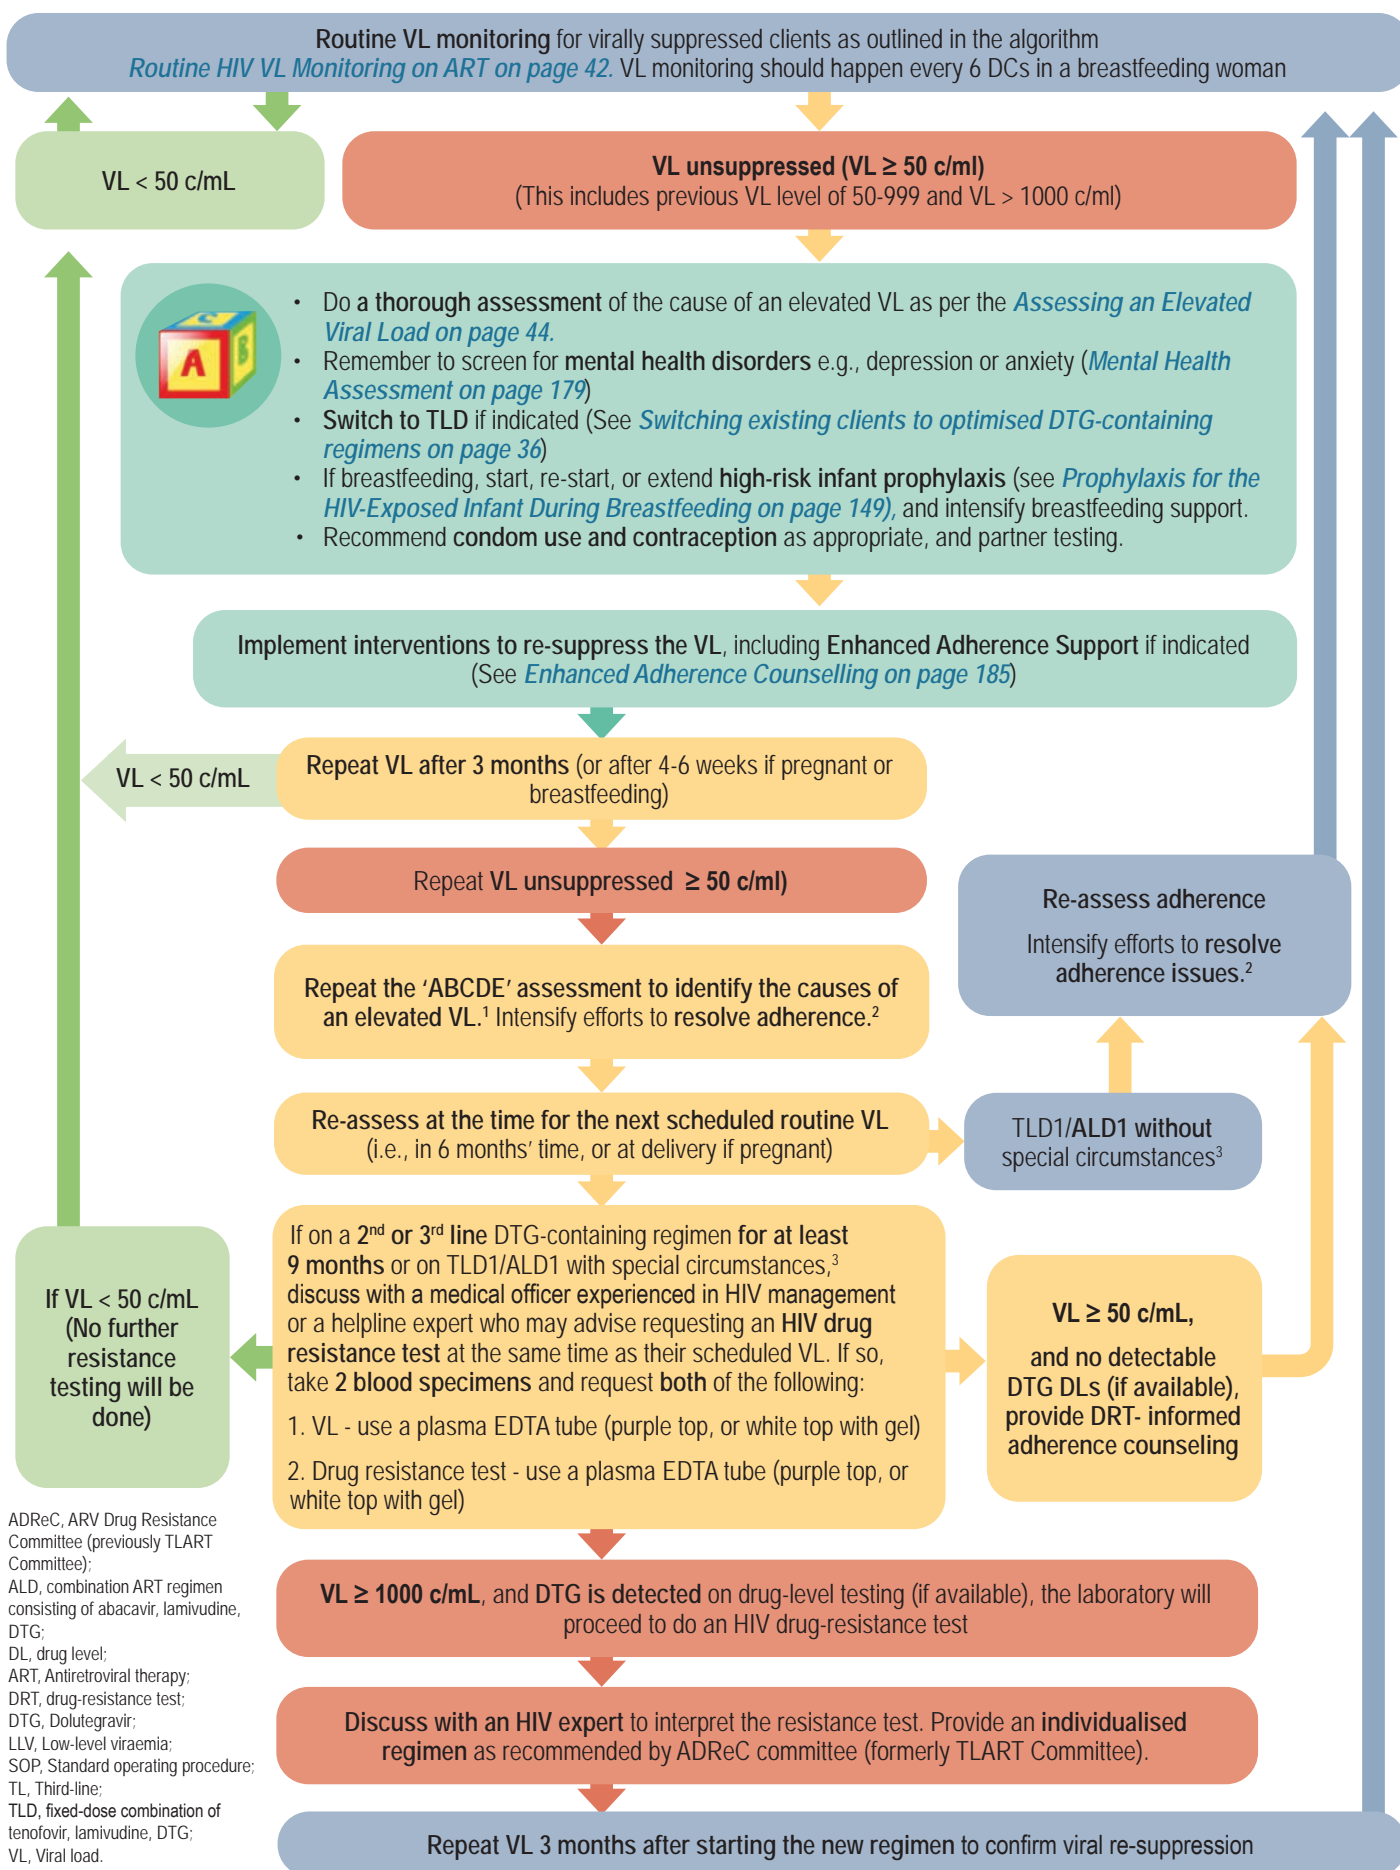 Routine VL monitoring for virally suppressed clients as outlined in the algorithm
Routine HIV VL Monitoring on ART on page 42. VL monitoring should happen every 6 DCs in a breastfeeding woman
VL < 50 c/mL
VL unsuppressed (VL ≥ 50 c/ml)
(This includes previous VL level of 50-999 and VL > 1000 c/ml)
C
A
B
• Do a thorough assessment of the cause of an elevated VL as per the Assessing an Elevated
Viral Load on page 44.
• Remember to screen for mental health disorders e.g., depression or anxiety (Mental Health
Assessment on page 179)
• Switch to TLD if indicated (See Switching existing clients to optimised DTG-containing
regimens on page 36)
• If breastfeeding, start, re-start, or extend high-risk infant prophylaxis (see Prophylaxis for the
HIV-Exposed Infant During Breastfeeding on page 149), and intensify breastfeeding support.
• Recommend condom use and contraception as appropriate, and partner testing.
Implement interventions to re-suppress the VL, including Enhanced Adherence Support if indicated
(See Enhanced Adherence Counselling on page 185)
VL < 50 c/mL
Repeat VL after 3 months (or after 4-6 weeks if pregnant or
breastfeeding)
Repeat VL unsuppressed ≥ 50 c/ml)
Re-assess adherence
Intensify efforts to resolve
adherence issues.²
Repeat the ‘ABCDE’ assessment to identify the causes of
an elevated VL.¹ Intensify efforts to resolve adherence.²
Re-assess at the time for the next scheduled routine VL
(i.e., in 6 months’ time, or at delivery if pregnant)
TLD1/ALD1 without
special circumstances³
If VL < 50 c/mL
(No further
resistance
testing will be
done)
If on a 2nd or 3rd line DTG-containing regimen for at least
9 months or on TLD1/ALD1 with special circumstances,³
discuss with a medical officer experienced in HIV management
or a helpline expert who may advise requesting an HIV drug
resistance test at the same time as their scheduled VL. If so,
take 2 blood specimens and request both of the following:
1. VL - use a plasma EDTA tube (purple top, or white top with gel)
2. Drug resistance test - use a plasma EDTA tube (purple top, or
white top with gel)
VL ≥ 50 c/mL,
and no detectable
DTG DLs (if available),
provide DRT- informed
adherence counseling
VL ≥ 1000 c/mL, and DTG is detected on drug-level testing (if available), the laboratory will
proceed to do an HIV drug-resistance test
Discuss with an HIV expert to interpret the resistance test. Provide an individualised
regimen as recommended by ADReC committee (formerly TLART Committee).
Repeat VL 3 months after starting the new regimen to confirm viral re-suppression
ADReC, ARV Drug Resistance
Committee (previously TLART
Committee);
ALD, combination ART regimen
consisting of abacavir, lamivudine,
DTG;
DL, drug level;
ART, Antiretroviral therapy;
DRT, drug-resistance test;
DTG, Dolutegravir;
LLV, Low-level viraemia;
SOP, Standard operating procedure;
TL, Third-line;
TLD, fixed-dose combination of
tenofovir, lamivudine, DTG;
VL, Viral load.